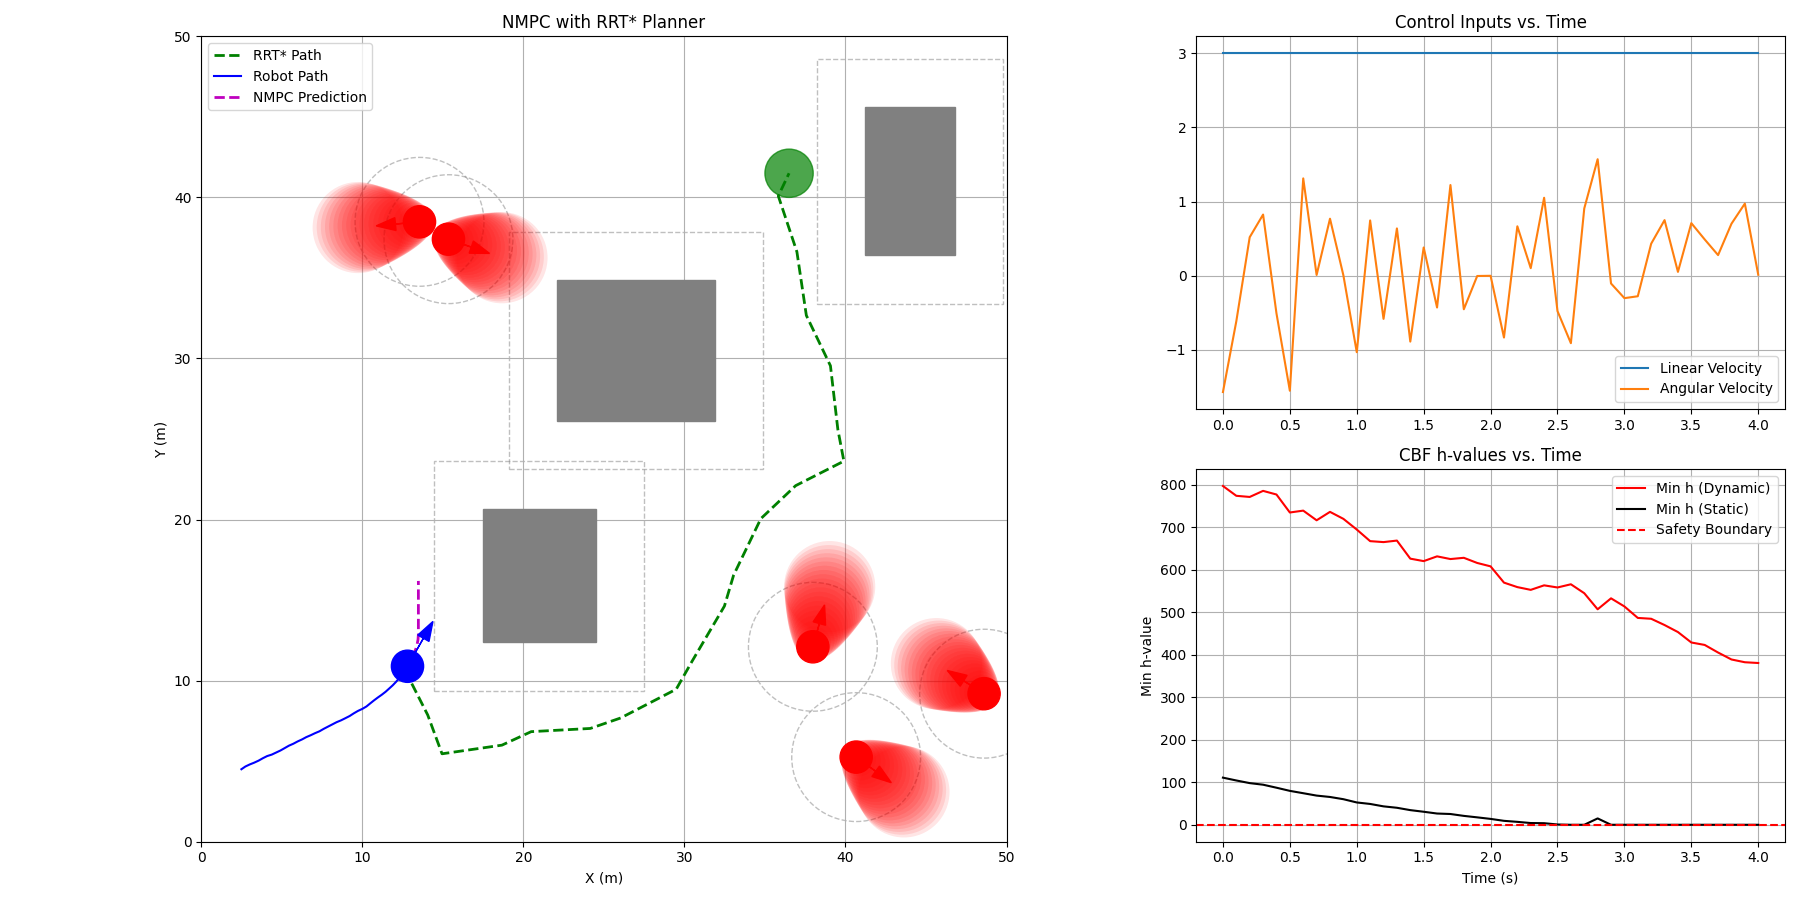 NMPC with RRT* Planner
50
40
30
20
10
0
Y (m)
RRT* Path
Robot Path
NMPC Prediction
0 10 20 30 40 50
X (m)
Control Inputs vs. Time
3
2
1
0
−1
Linear Velocity
Angular Velocity
0.0 0.5 1.0 1.5 2.0 2.5 3.0 3.5 4.0
CBF h-values vs. Time
800
700
600
500
400
300
200
100
0
Min h-value
Min h (Dynamic)
Min h (Static)
Safety Boundary
0.0 0.5 1.0 1.5 2.0 2.5 3.0 3.5 4.0
Time (s)